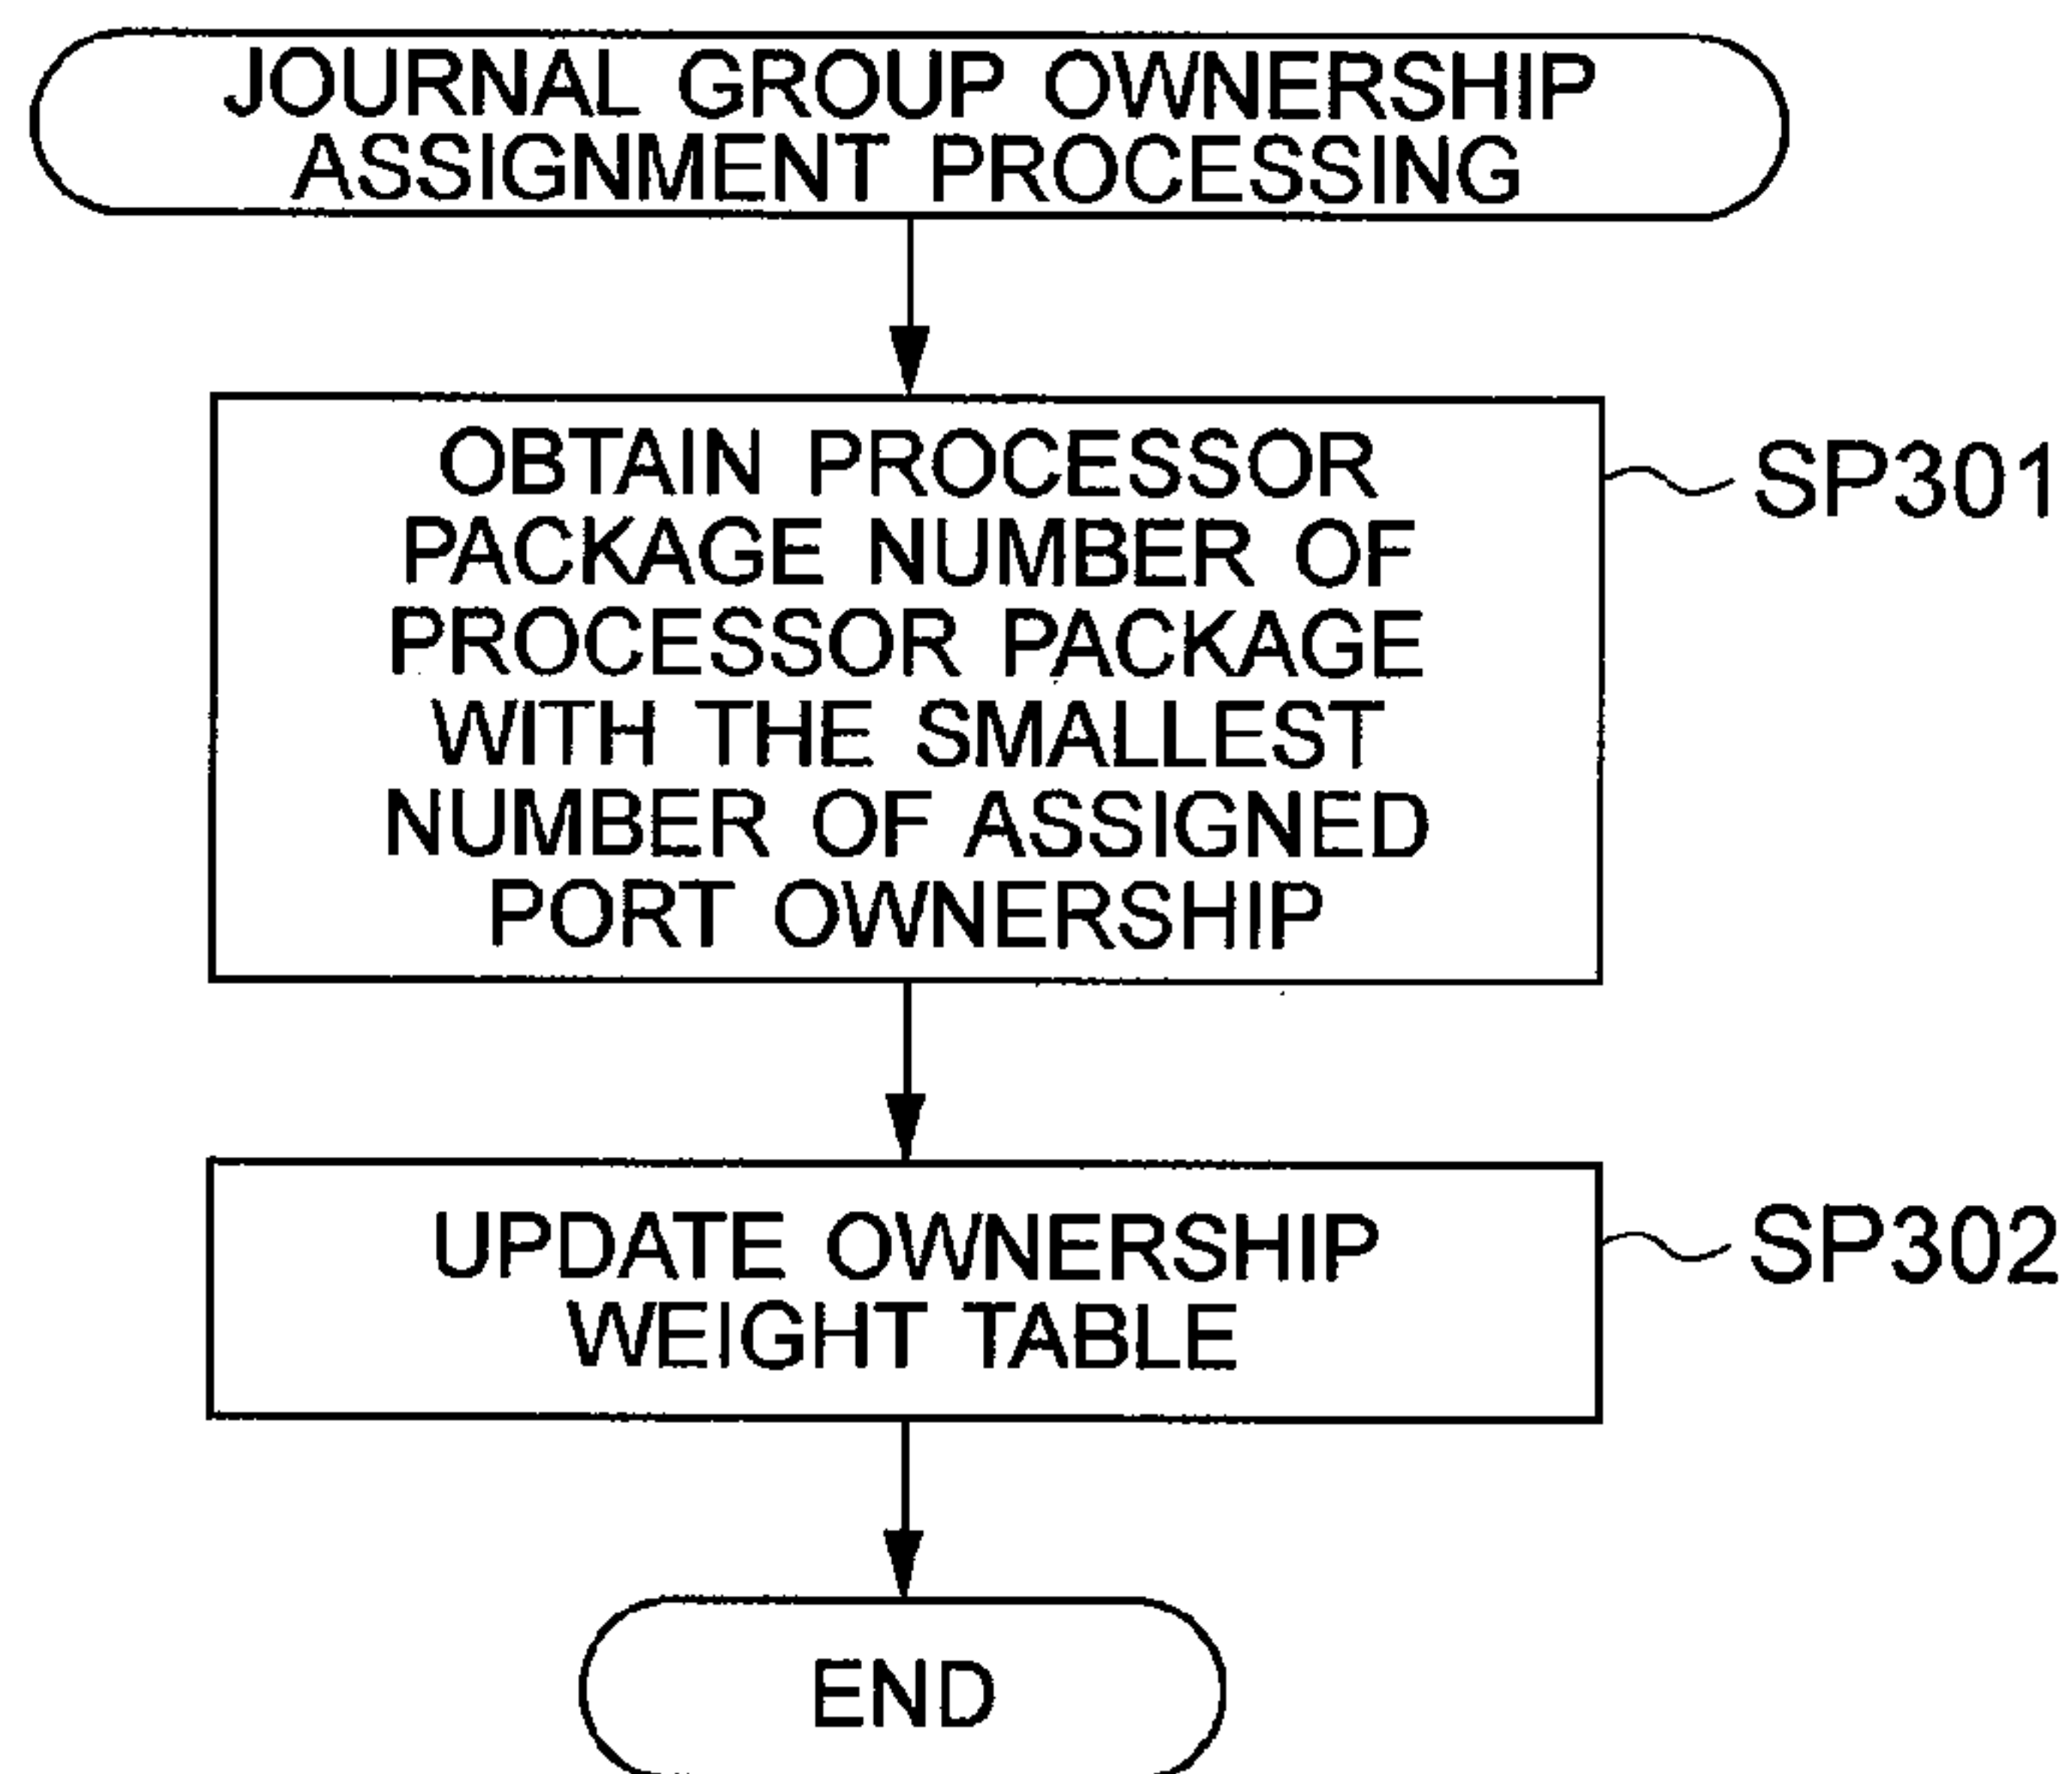 JOURNAL GROUP OWNERSHIP
ASSIGNMENT PROCESSING
OBTAIN PROCESSOR
PACKAGE NUMBER OF
PROCESSOR PACKAGE
WITH THE SMALLEST
NUMBER OF ASSIGNED
PORT OWNERSHIP
SP301
UPDATE OWNERSHIP
WEIGHT TABLE
SP302
END